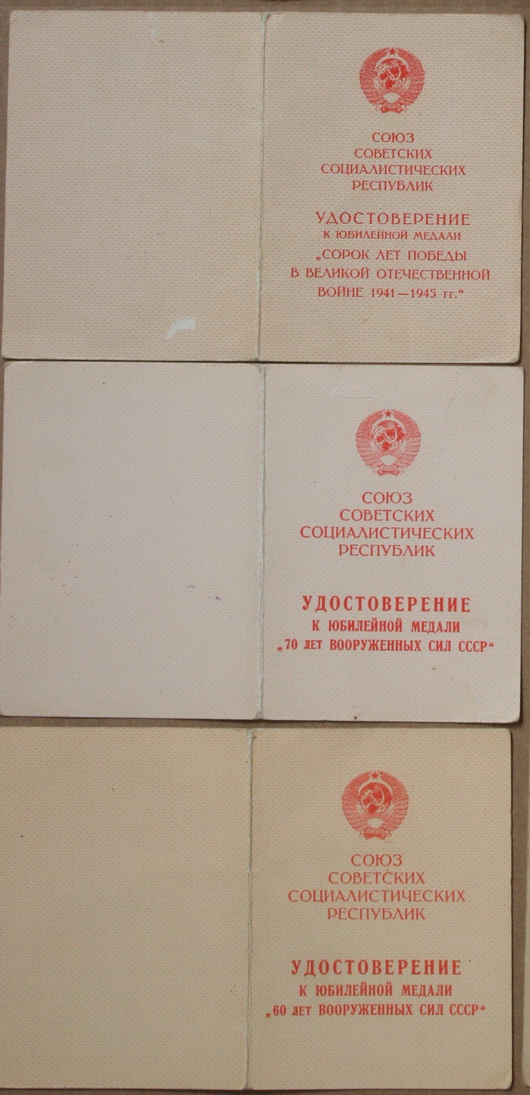 СОЮЗ
СОВЕТСКИХ
СОЦИАЛИСТИЧЕСКИХ
РЕСПУБЛИК
УДОСТОВЕРЕНИЕ
К ЮБИЛЕЙНОЙ МЕДАЛИ
„СОРОК ЛЕТ ПОБЕДЫ
В ВЕЛИКОЙ ОТЕЧЕСТВЕННОЙ
ВОЙНЕ 1941—1945 гг."
СОЮЗ
СОВЕТСКИХ
СОЦИАЛИСТИЧЕСКИХ
РЕСПУБЛИК
УДОСТОВЕРЕНИЕ
К ЮБИЛЕЙНОЙ МЕДАЛИ
„70 ЛЕТ ВООРУЖЕННЫХ СИЛ СССР"
СОЮЗ
СОВЕТСКИХ
СОЦИАЛИСТИЧЕСКИХ
РЕСПУБЛИК
УДОСТОВЕРЕНИЕ
К ЮБИЛЕЙНОЙ МЕДАЛИ
„60 ЛЕТ ВООРУЖЕННЫХ СИЛ СССР"